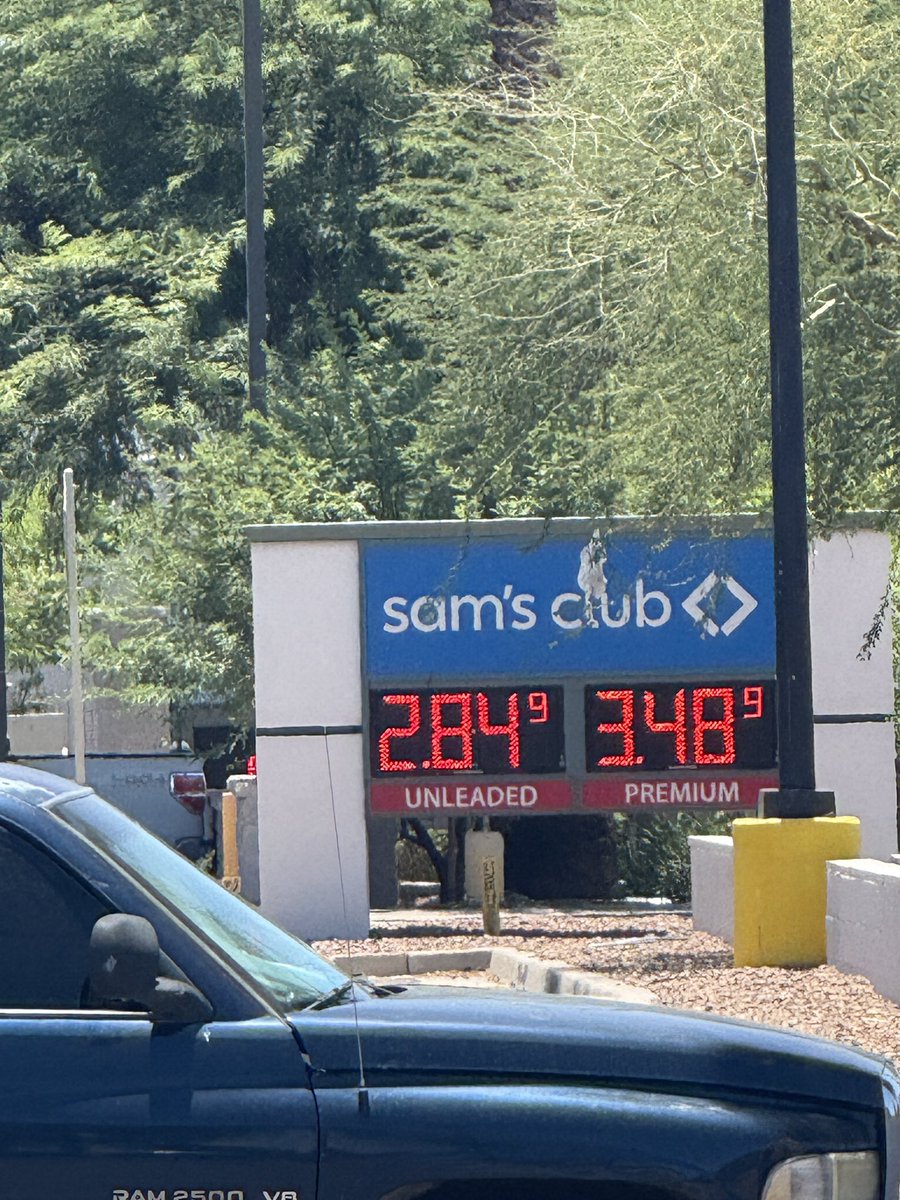 sam's club
2.84 9 3.48 9
UNLEADED PREMIUM
RAM 2500 V8